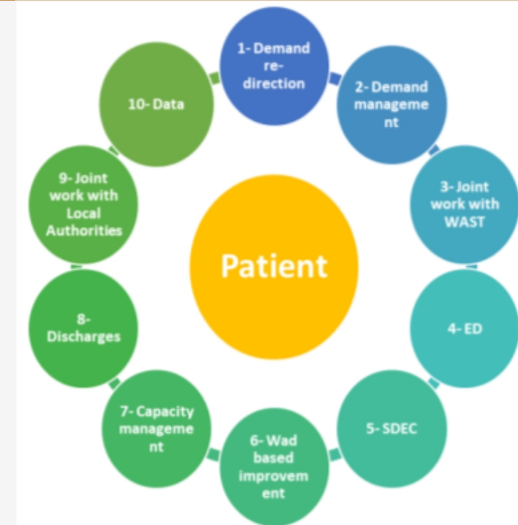 1- Demand
re-
direction
2- Demand
manageme
nt
3- Joint
work with
WAST
4- ED
5- SDEC
6- Wad
based
improvem
ent
7- Capacity
manageme
nt
8-
Discharges
9- Joint
work with
Local
Authorities
10- Data
Patient